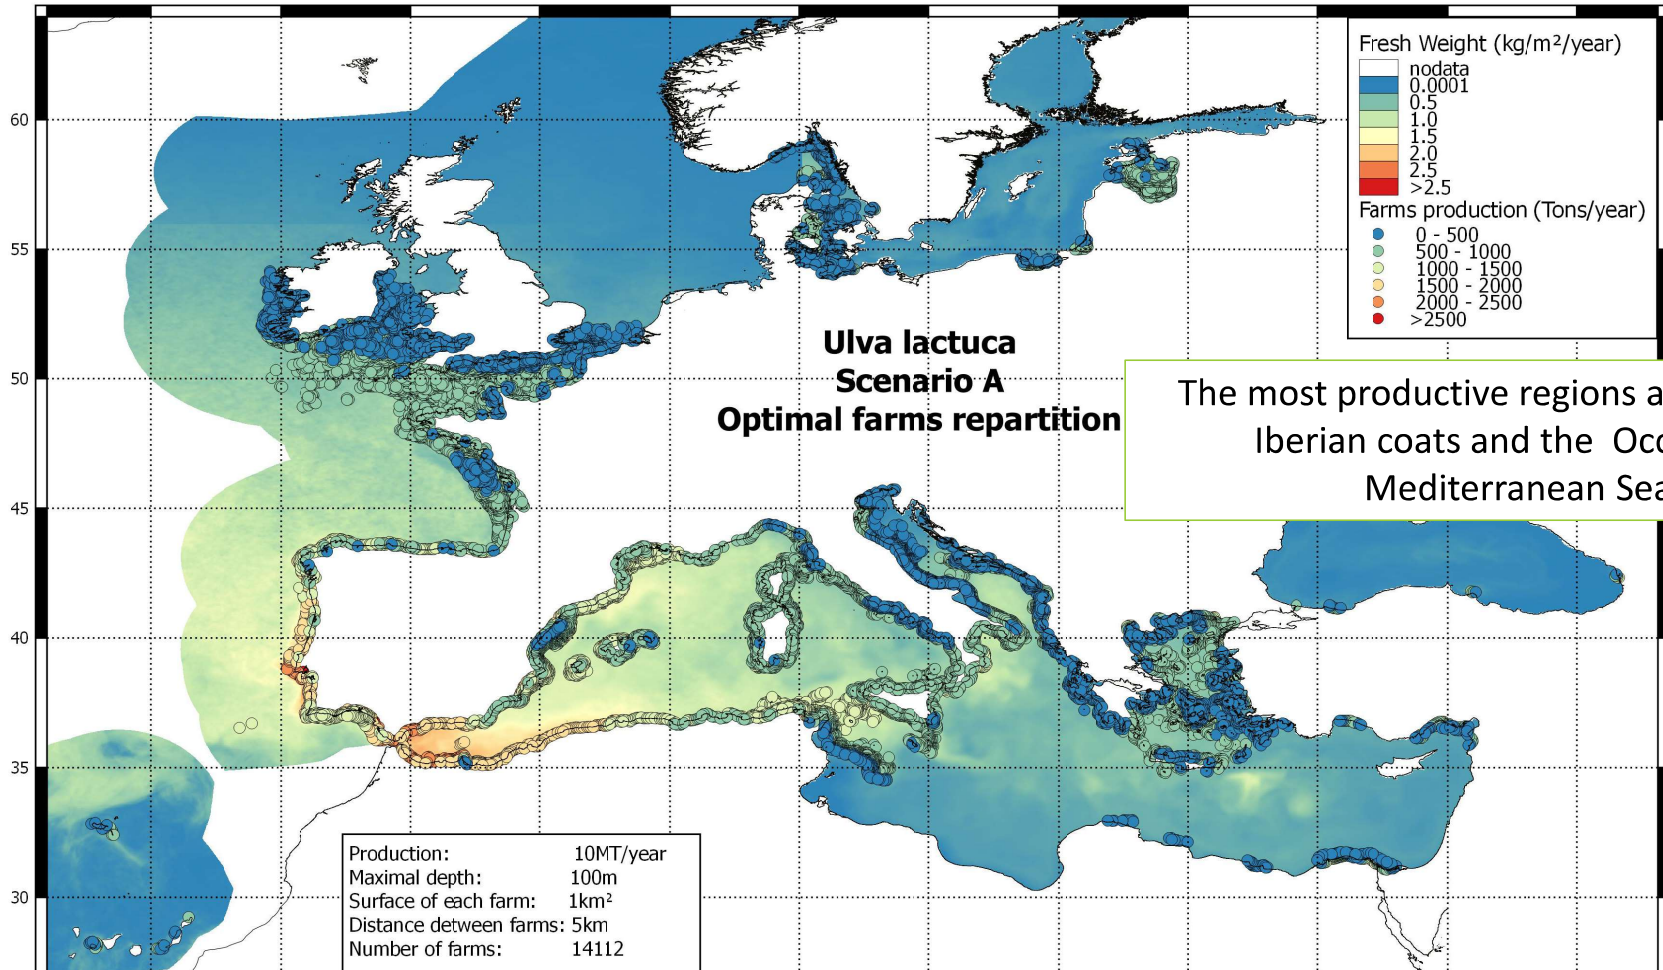 Fresh Weight (kg/m²/year)
nodata
0.0001
0.5
1.0
1.5
2.0
2.5
>2.5
Farms production (Tons/year)
0 - 500
500 - 1000
1000 - 1500
1500 - 2000
2000 - 2500
>2500
60
55
50
45
40
35
30
Ulva lactuca
Scenario A
Optimal farms repartition
The most productive regions a
Iberian coats and the Occ
Mediterranean Sea
Production: 10MT/year
Maximal depth: 100m
Surface of each farm: 1km²
Distance detween farms: 5km
Number of farms: 14112